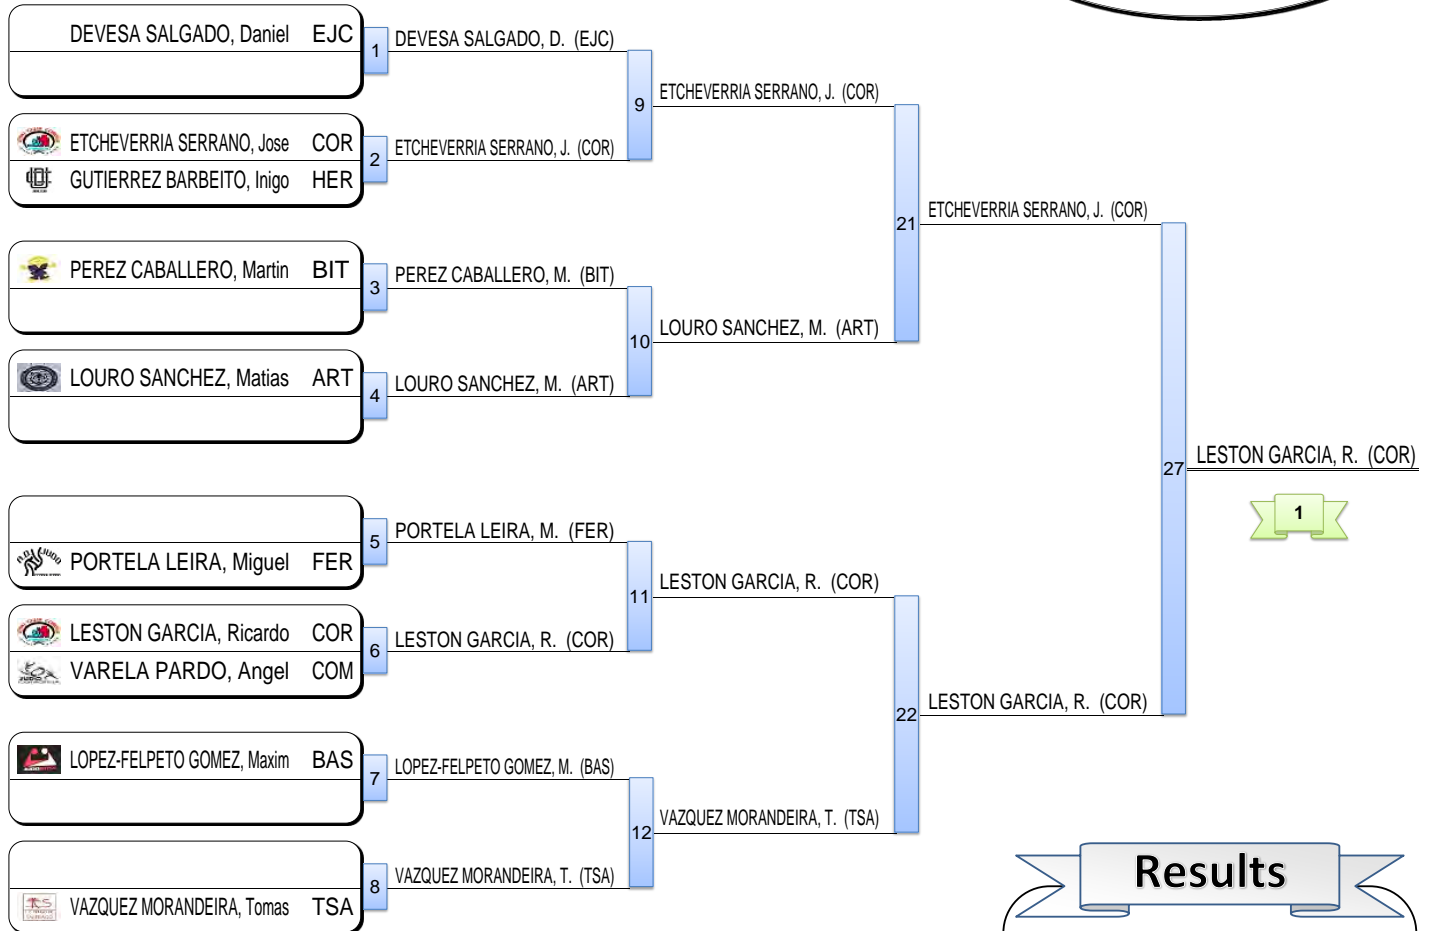 DEVESA SALGADO, Daniel EJC
1
DEVESA SALGADO, D. (EJC)
9
ETCHEVERRIA SERRANO, J. (COR)
ETCHEVERRIA SERRANO, Jose COR
2
ETCHEVERRIA SERRANO, J. (COR)
GUTIERREZ BARBEITO, Inigo HER
21
ETCHEVERRIA SERRANO, J. (COR)
PEREZ CABALLERO, Martin BIT
3
PEREZ CABALLERO, M. (BIT)
10
LOURO SANCHEZ, M. (ART)
LOURO SANCHEZ, Matias ART
4
LOURO SANCHEZ, M. (ART)
27
LESTON GARCIA, R. (COR)
1
5
PORTELA LEIRA, M. (FER)
PORTELA LEIRA, Miguel FER
11
LESTON GARCIA, R. (COR)
LESTON GARCIA, Ricardo COR
6
LESTON GARCIA, R. (COR)
VARELA PARDO, Angel COM
22
LESTON GARCIA, R. (COR)
LOPEZ-FELPETO GOMEZ, Maxim BAS
7
LOPEZ-FELPETO GOMEZ, M. (BAS)
12
VAZQUEZ MORANDEIRA, T. (TSA)
8
VAZQUEZ MORANDEIRA, T. (TSA)
VAZQUEZ MORANDEIRA, Tomas TSA
Results